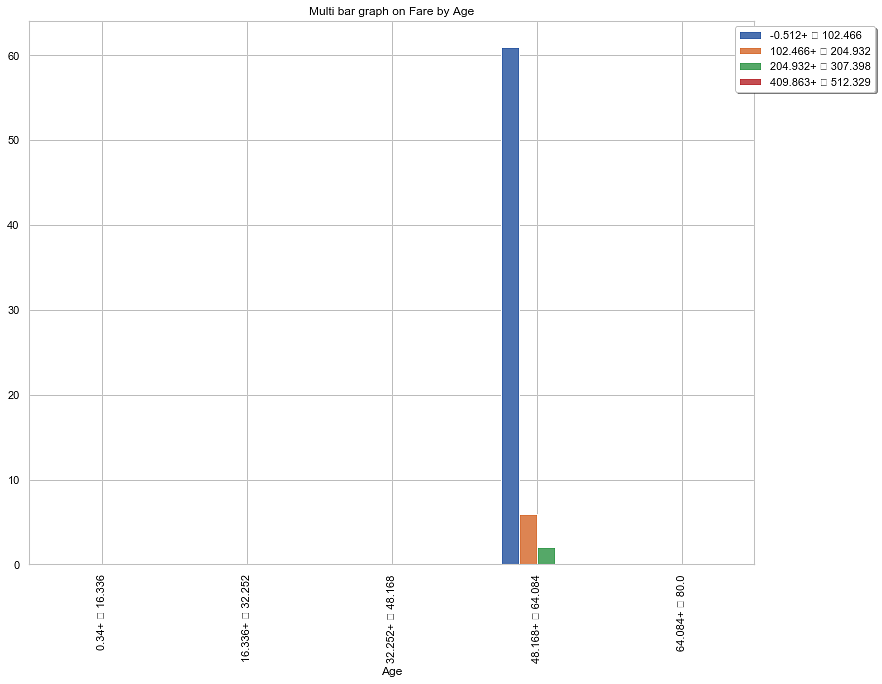 Multi bar graph on Fare by Age
-0.512+ □ 102.466
102.466+ □ 204.932
204.932+ □ 307.398
409.863+ □ 512.329
60
50
40
30
20
10
0
0.34+ □ 16.336
16.336+ □ 32.252
32.252+ □ 48.168
48.168+ □ 64.084
64.084+ □ 80.0
Age